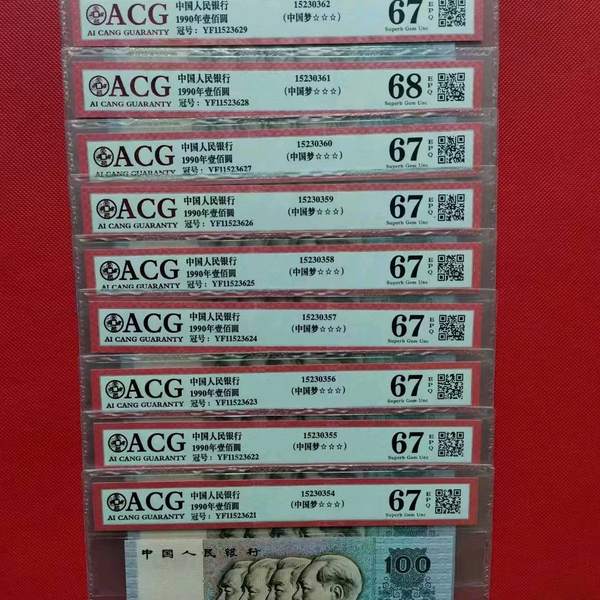 ACG 中国人民银行 15230362 67 EPQ
1990年壹佰圆 (中国梦☆☆☆)
AI CANG GUARANTY 冠号: YF11523629 Superb Gem Unc
ACG 中国人民银行 15230361 68 EPQ
1990年壹佰圆 (中国梦☆☆☆)
AI CANG GUARANTY 冠号: YF11523628 Superb Gem Unc
ACG 中国人民银行 15230360 67 EPQ
1990年壹佰圆 (中国梦☆☆☆)
AI CANG GUARANTY 冠号: YF11523627
ACG 中国人民银行 15230359 67 EPQ
1990年壹佰圆 (中国梦☆☆☆)
AI CANG GUARANTY 冠号: YF11523626 Superb Gem Unc
ACG 中国人民银行 15230358 67 EPQ
1990年壹佰圆 (中国梦☆☆☆)
AI CANG GUARANTY 冠号: YF11523625 Superb Gem Unc
ACG 中国人民银行 15230357 67 EPQ
1990年壹佰圆 (中国梦☆☆☆)
AI CANG GUARANTY 冠号: YF11523624 Superb Gem Unc
ACG 中国人民银行 15230356 67 EPQ
1990年壹佰圆 (中国梦☆☆☆)
AI CANG GUARANTY 冠号: YF11523623 Superb Gem Unc
ACG 中国人民银行 15230355 67 EPQ
1990年壹佰圆 (中国梦☆☆☆)
AI CANG GUARANTY 冠号: YF11523622 Superb Gem Unc
ACG 中国人民银行 15230354 67 EPQ
1990年壹佰圆 (中国梦☆☆☆)
AI CANG GUARANTY 冠号: YF11523621 Superb Gem Unc
中国人民银行 100